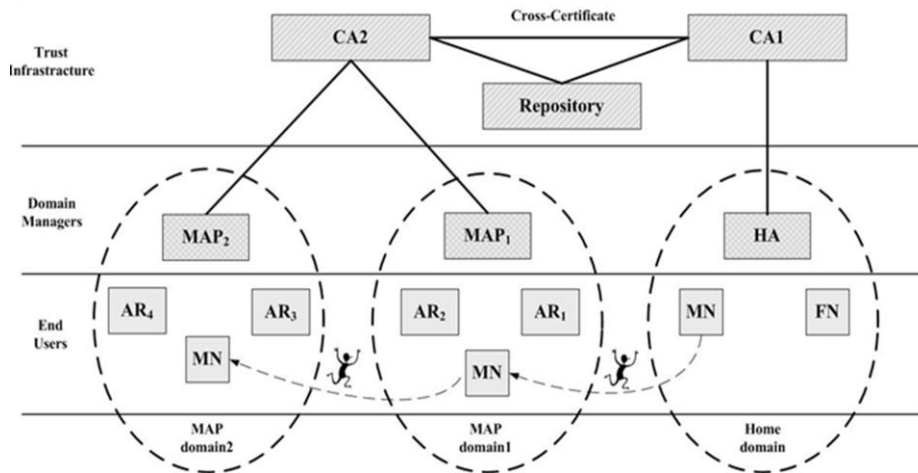 Cross-Certificate
CA2
CA1
Trust
Infrastracture
Repository
Domain
Managers
MAP₂
MAP₁
HA
End
Users
AR₄
AR₃
AR₂
AR₁
MN
FN
MN
MN
MAP
domain2
MAP
domain1
Home
domain